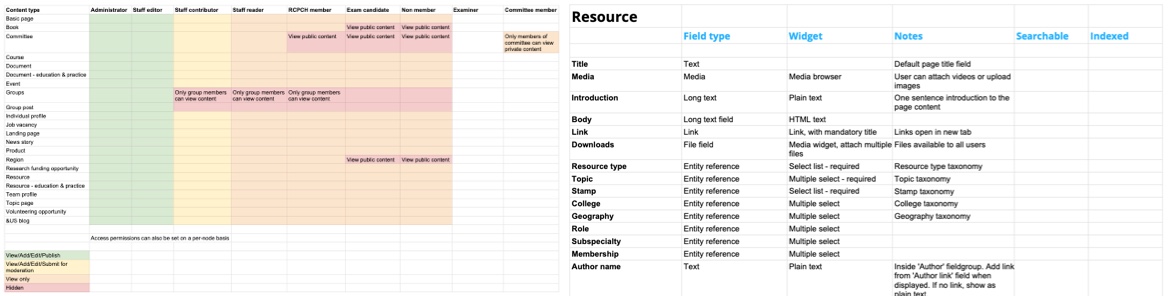 Content type Administrator Staff editor Staff contributor Staff reader RCPCH member Exam candidate Non member Examiner Committee member
Basic page
Book View public content View public content
Committee View public content View public content View public content Only members of
committee can view
private content
Course
Document
Document - education & practice
Event
Groups Only group members Only group members Only group members
can view content can view content can view content
Group post
Individual profile
Job vacancy
Landing page
News story
Product
Region View public content View public content
Research funding opportunity
Resource
Resource - education & practice
Team profile
Topic page
Volunteering opportunity
&US blog
Access permissions can also be set on a per-node basis
View/Add/Edit/Publish
View/Add/Edit/Submit for
moderation
View only
Hidden
Resource
Field type Widget Notes Searchable Indexed
Title Text Default page title field
Media Media Media browser User can attach videos or upload
images
Introduction Long text Plain text One sentence introduction to the
page content
Body Long text field HTML text
Link Link Link, with mandatory title Links open in new tab
Downloads File field Media widget, attach multiple Files available to all users
files
Resource type Entity reference Select list - required Resource type taxonomy
Topic Entity reference Multiple select - required Topic taxonomy
Stamp Entity reference Select list - required Stamp taxonomy
College Entity reference Multiple select College taxonomy
Geography Entity reference Multiple select Geography taxonomy
Role Entity reference Multiple select
Subspecialty Entity reference Multiple select
Membership Entity reference Multiple select
Author name Text Plain text Inside 'Author' fieldgroup. Add link
from 'Author link' field when
displayed. If no link, show as
plain text